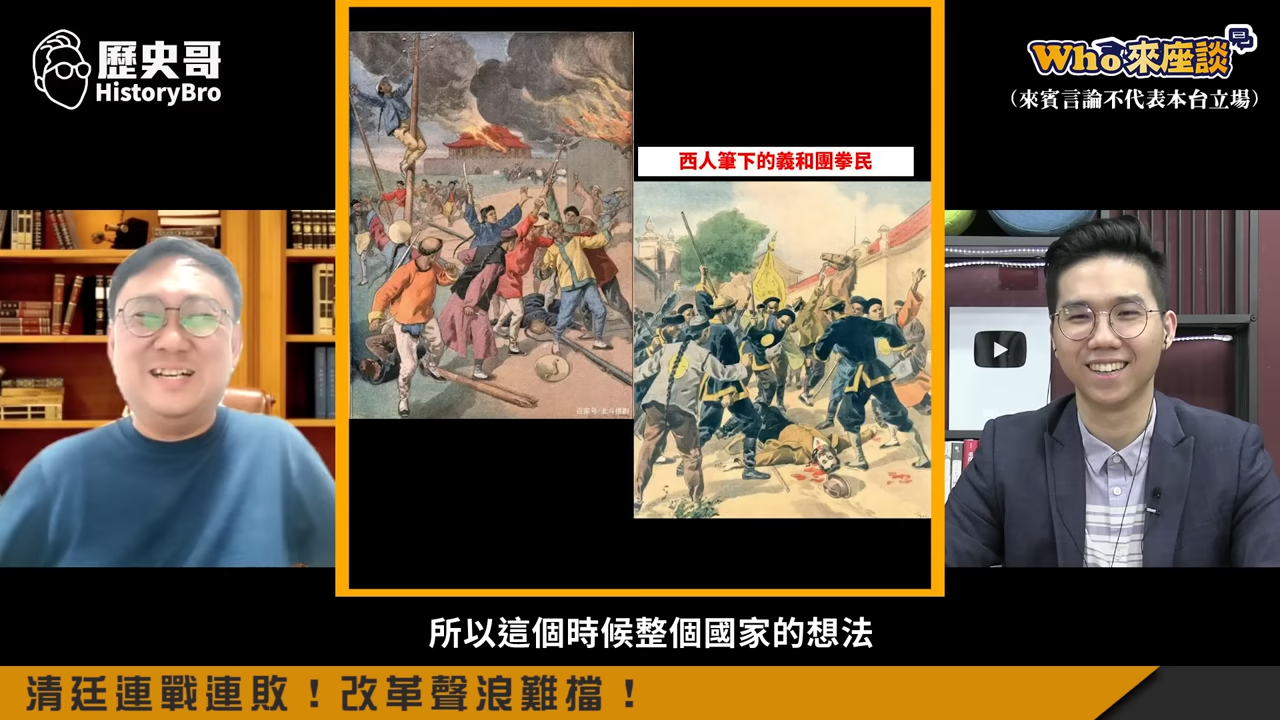 歷史哥
HistoryBro
Who來座談
(來賓言論不代表本台立場)
西人筆下的義和團拳民
所以這個時候整個國家的想法
清廷連戰連敗！改革聲浪難擋！